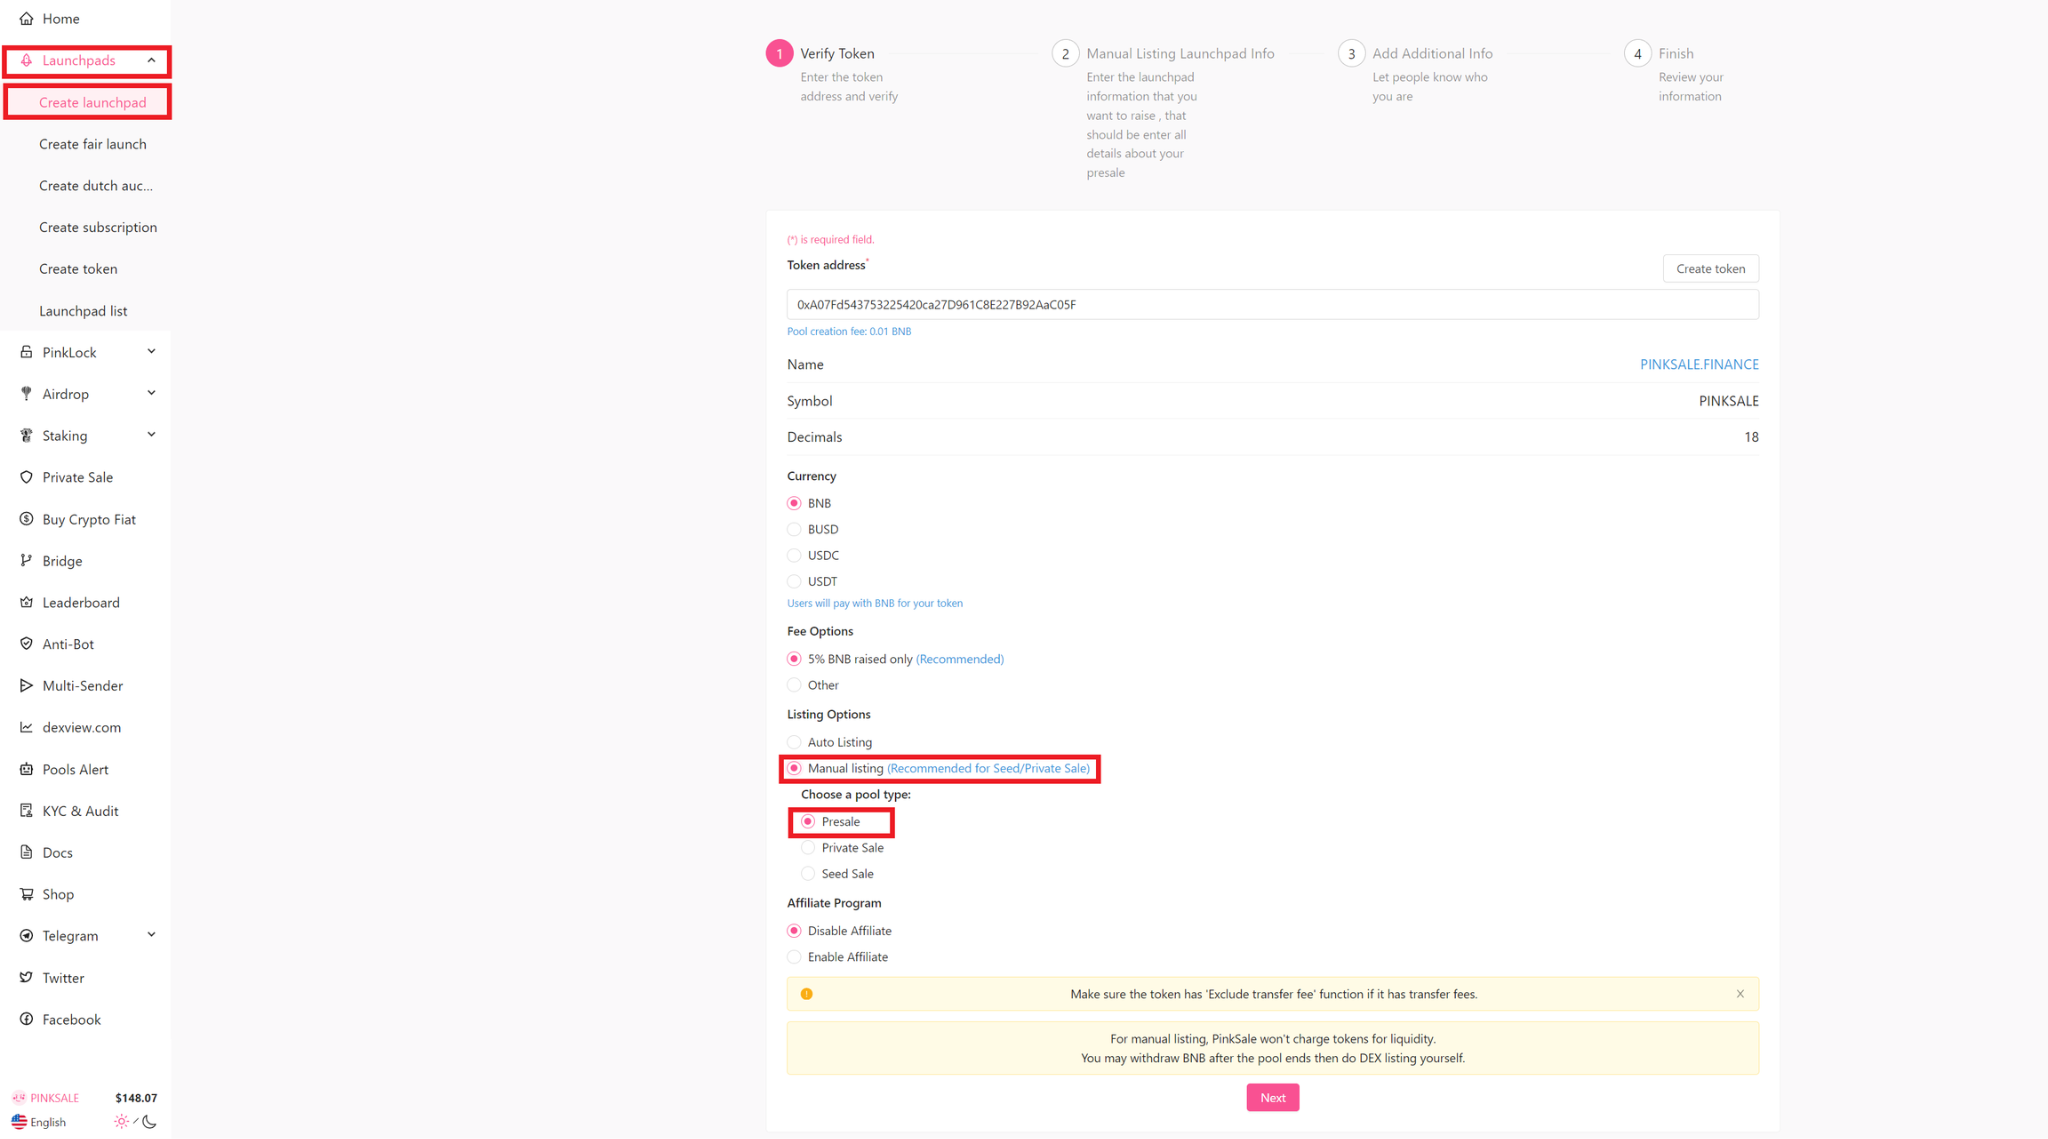 Home
Launchpads
Create launchpad
Create fair launch
Create dutch auc...
Create subscription
Create token
Launchpad list
PinkLock
Airdrop
Staking
Private Sale
Buy Crypto Fiat
Bridge
Leaderboard
Anti-Bot
Multi-Sender
dexview.com
Pools Alert
KYC & Audit
Docs
Shop
Telegram
Twitter
Facebook
PINKSALE $148.07
English
1 Verify Token
Enter the token
address and verify
2 Manual Listing Launchpad Info
Enter the launchpad
information that you
want to raise , that
should be enter all
details about your
presale
3 Add Additional Info
Let people know who
you are
4 Finish
Review your
information
(*) is required field.
Token address*
Create token
0xA07Fd543753225420ca27D961C8E227B92AaC05F
Pool creation fee: 0.01 BNB
Name PINKSALE.FINANCE
Symbol PINKSALE
Decimals 18
Currency
BNB
BUSD
USDC
USDT
Users will pay with BNB for your token
Fee Options
5% BNB raised only (Recommended)
Other
Listing Options
Auto Listing
Manual listing (Recommended for Seed/Private Sale)
Choose a pool type:
Presale
Private Sale
Seed Sale
Affiliate Program
Disable Affiliate
Enable Affiliate
Make sure the token has 'Exclude transfer fee' function if it has transfer fees.
For manual listing, PinkSale won't charge tokens for liquidity.
You may withdraw BNB after the pool ends then do DEX listing yourself.
Next